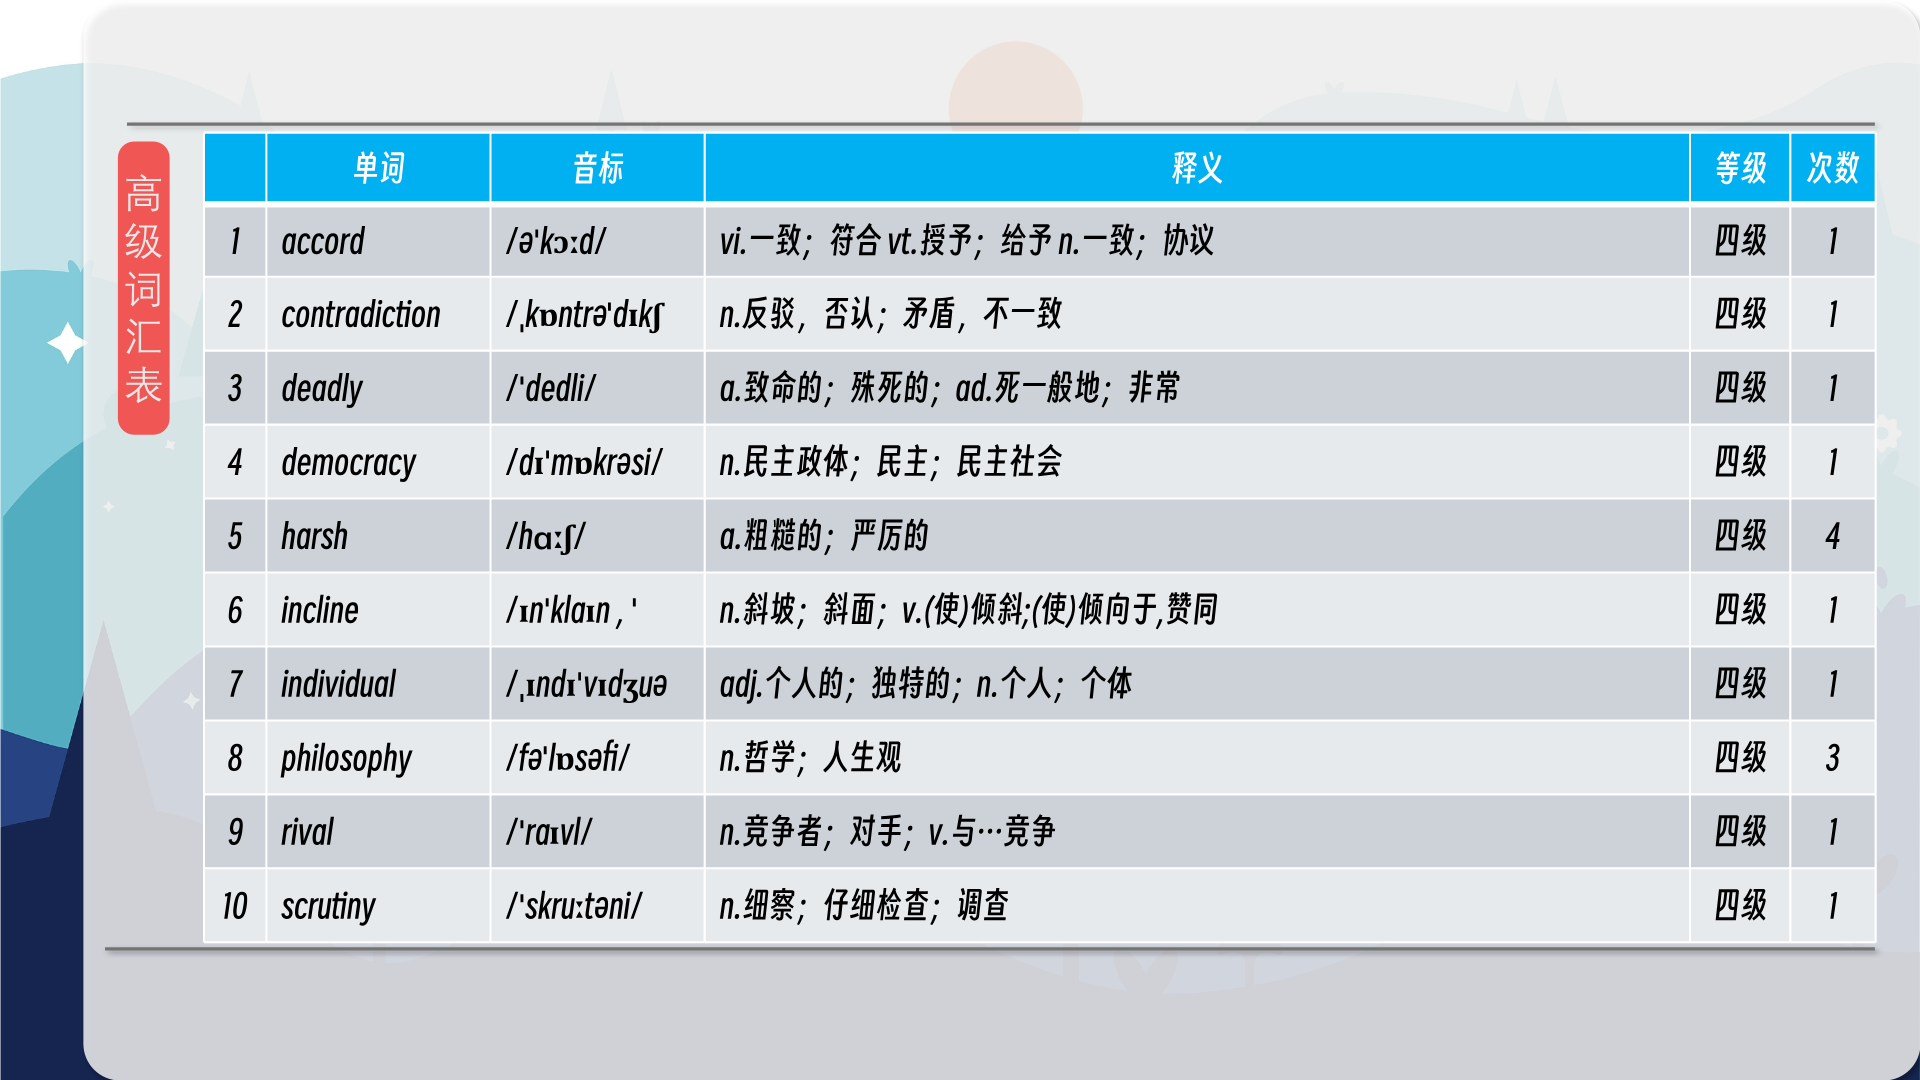 高级词汇表
单词 音标 释义 等级 次数
1 accord /ə'kɔːd/ vi.一致；符合 vt.授予；给予 n.一致；协议 四级 1
2 contradiction /ˌkɒntrə'dɪkʃ n.反驳，否认；矛盾，不一致 四级 1
3 deadly /'dedli/ a.致命的；殊死的；ad.死一般地；非常 四级 1
4 democracy /dɪ'mɒkrəsi/ n.民主政体；民主；民主社会 四级 1
5 harsh /hɑːʃ/ a.粗糙的；严厉的 四级 4
6 incline /ɪn'klaɪn , ' n.斜坡；斜面；v.(使)倾斜;(使)倾向于,赞同 四级 1
7 individual /ˌɪndɪ'vɪdʒuə adj.个人的；独特的；n.个人；个体 四级 1
8 philosophy /fə'lɒsəfi/ n.哲学；人生观 四级 3
9 rival /'raɪvl/ n.竞争者；对手；v.与…竞争 四级 1
10 scrutiny /'skruːtəni/ n.细察；仔细检查；调查 四级 1